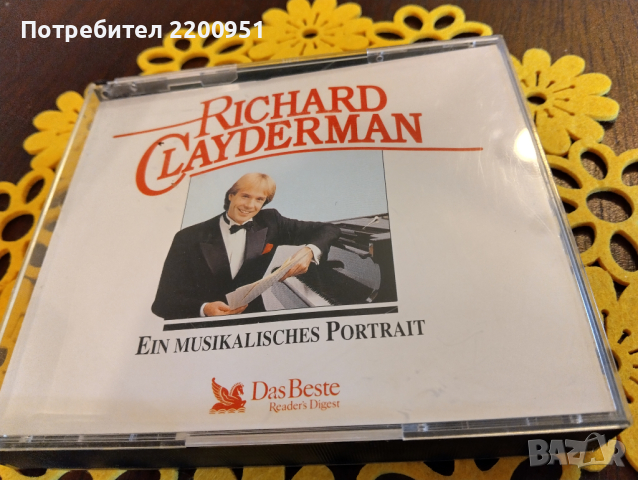 Потребител 2200951
RICHARD
CLAYDERMAN
EIN MUSIKALISCHES PORTRAIT
Das Beste
Reader's Digest
BAZAR